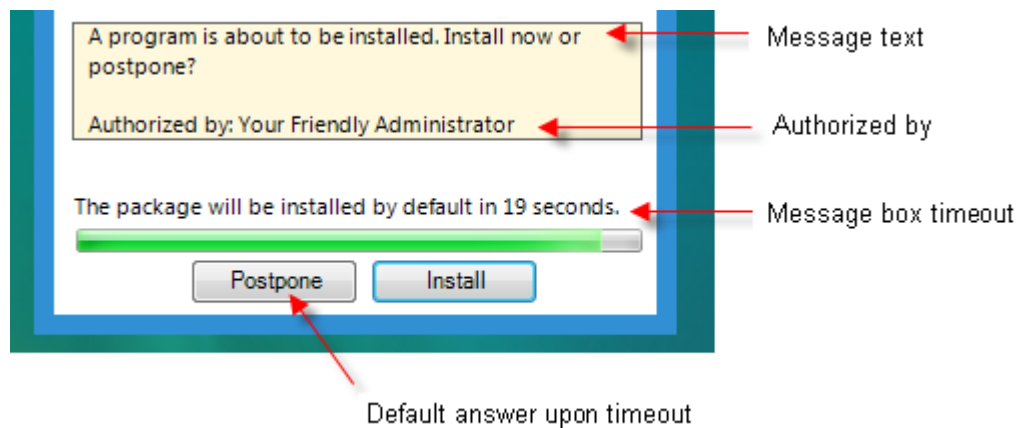 A program is about to be installed. Install now or
postpone?
Authorized by: Your Friendly Administrator
The package will be installed by default in 19 seconds.
Postpone
Install
Message text
Authorized by
Message box timeout
Default answer upon timeout